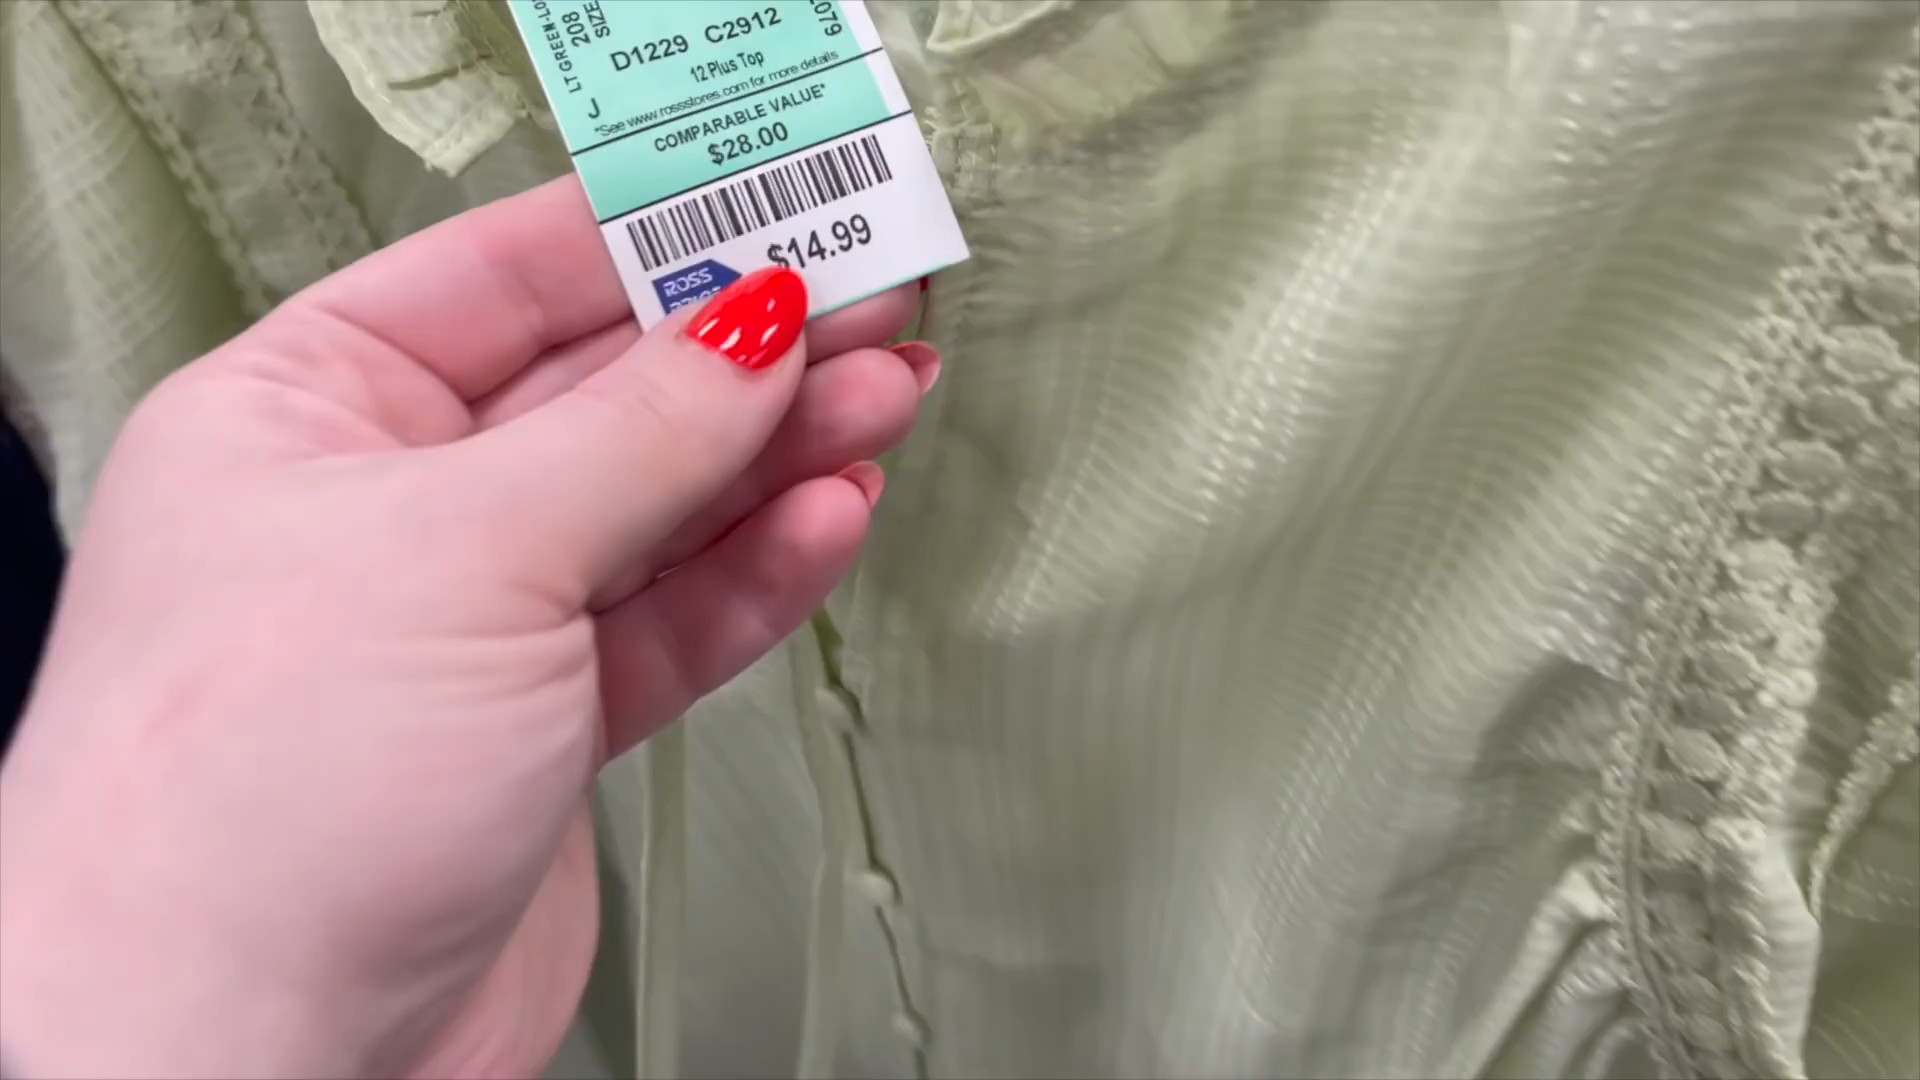 LT GREEN-LO
208
SIZE
D1229 C2912
679
12 Plus Top
J
*See www.rossstores.com for more details
COMPARABLE VALUE*
$28.00
$14.99
ROSS